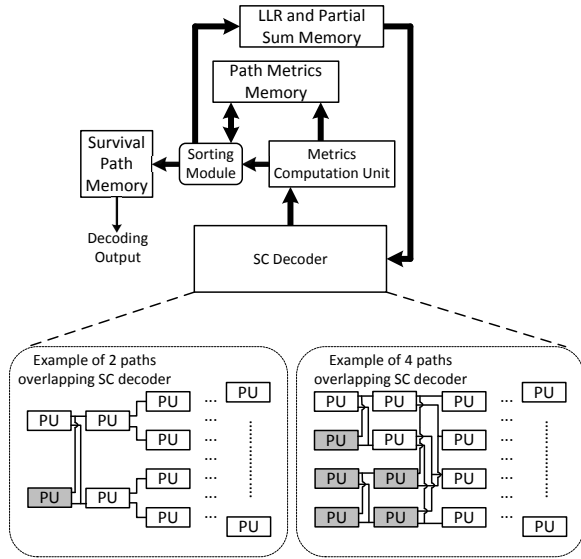 LLR and Partial
Sum Memory
Path Metrics
Memory
Survival
Path
Memory
Sorting
Module
Metrics
Computation Unit
Decoding
Output
SC Decoder
Example of 2 paths
overlapping SC decoder
PU ... PU
PU PU ...
PU ...
...
PU ...
PU PU ...
PU ... PU
Example of 4 paths
overlapping SC decoder
PU PU PU ... PU
...
PU PU PU ...
...
PU PU PU ...
...
PU PU PU ... PU